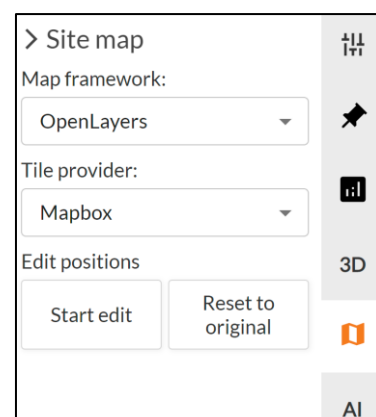 Site map
Map framework:
OpenLayers
Tile provider:
Mapbox
Edit positions
Start edit
Reset to
original
3D
AI